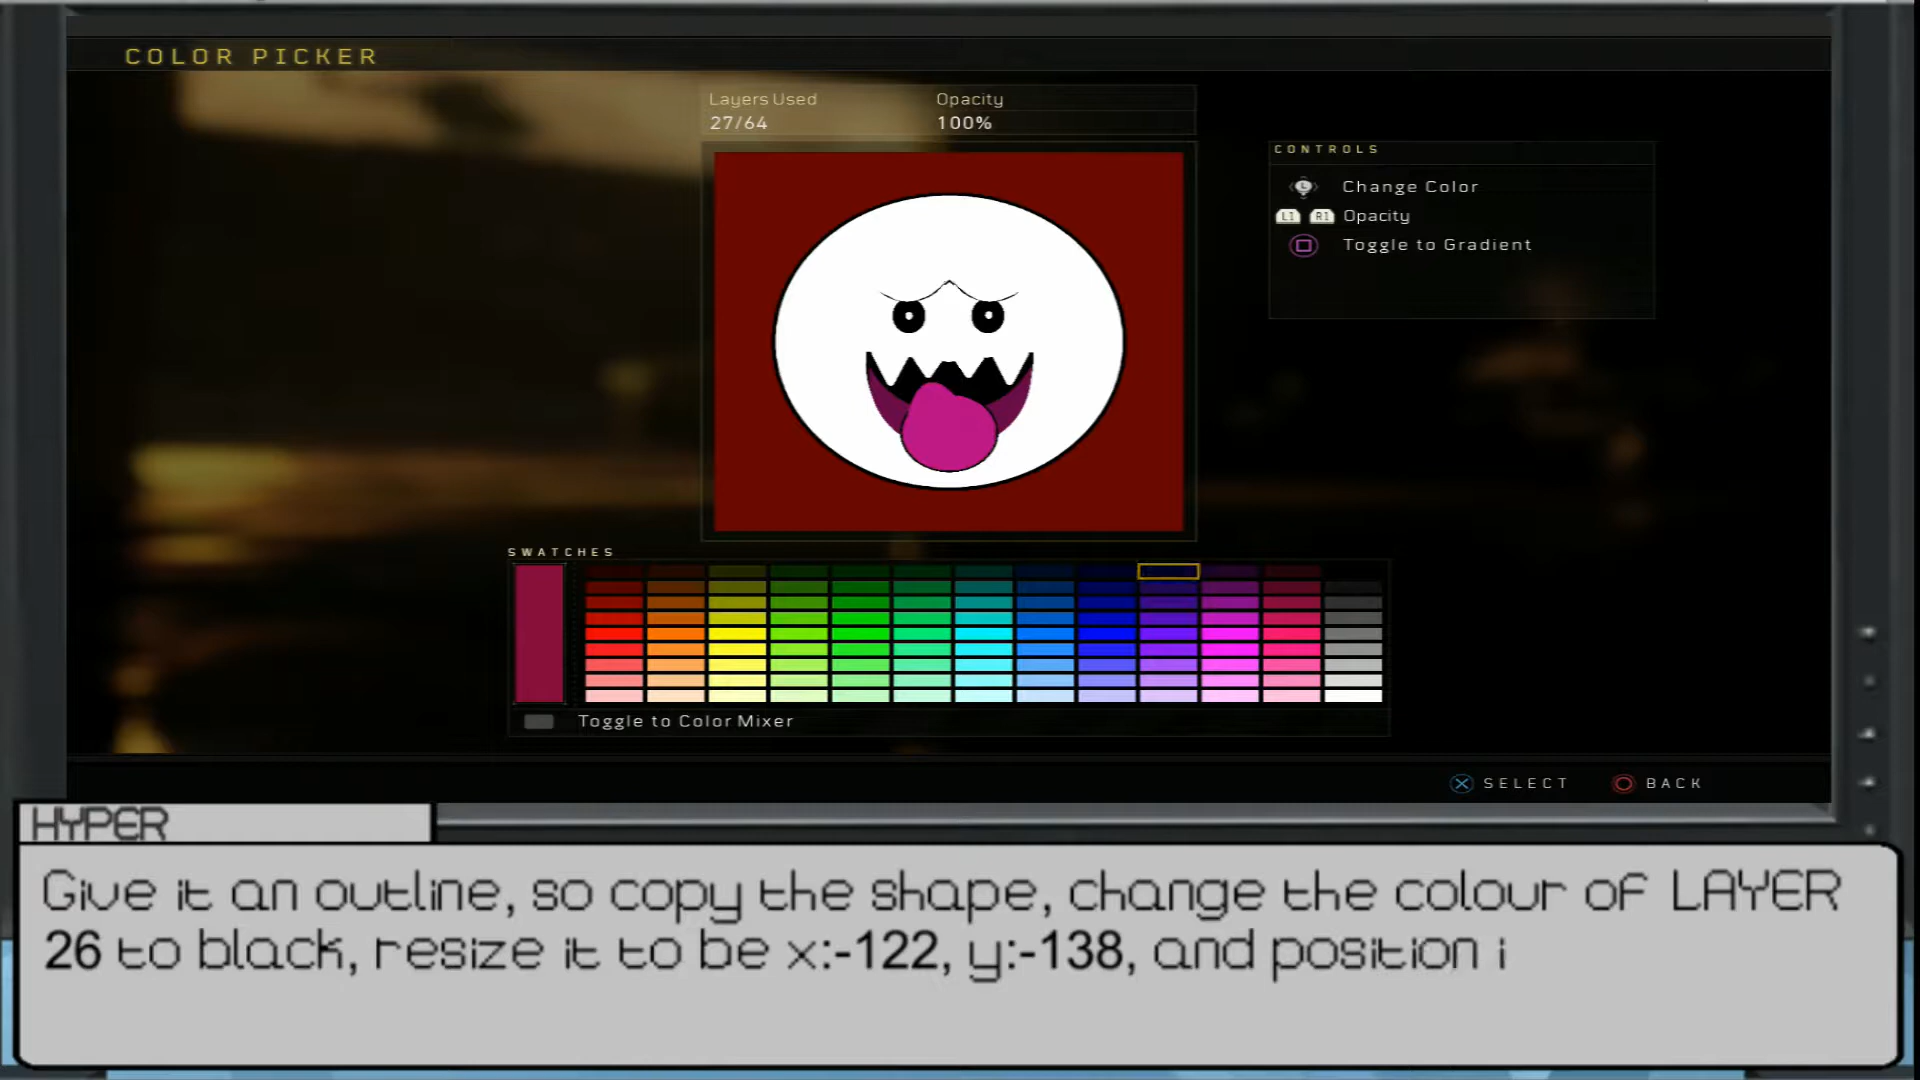 COLOR PICKER
Layers Used
Opacity
27/64
100%
CONTROLS
L Change Color
L1 R1 Opacity
Toggle to Gradient
SWATCHES
Toggle to Color Mixer
SELECT
BACK
HYPER
Give it an outline, so copy the shape, change the colour of LAYER
26 to black, resize it to be x:-122, y:-138, and position i